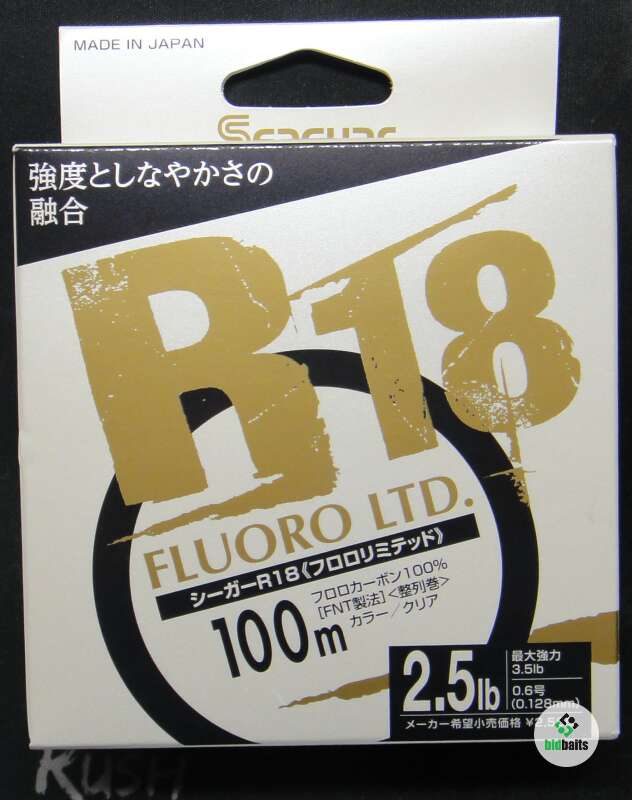 MADE IN JAPAN
Seaguar
強度としなやかさの
融合
R18
FLUORO LTD.
シーガーR18《フロロリミテッド》
100m
フロロカーボン100%
[FNT製法]<整列巻>
カラー/クリア
2.5lb
最大強力
3.5lb
0.6号
(0.128mm)
メーカー希望小売価格
bidbaits
RUSH